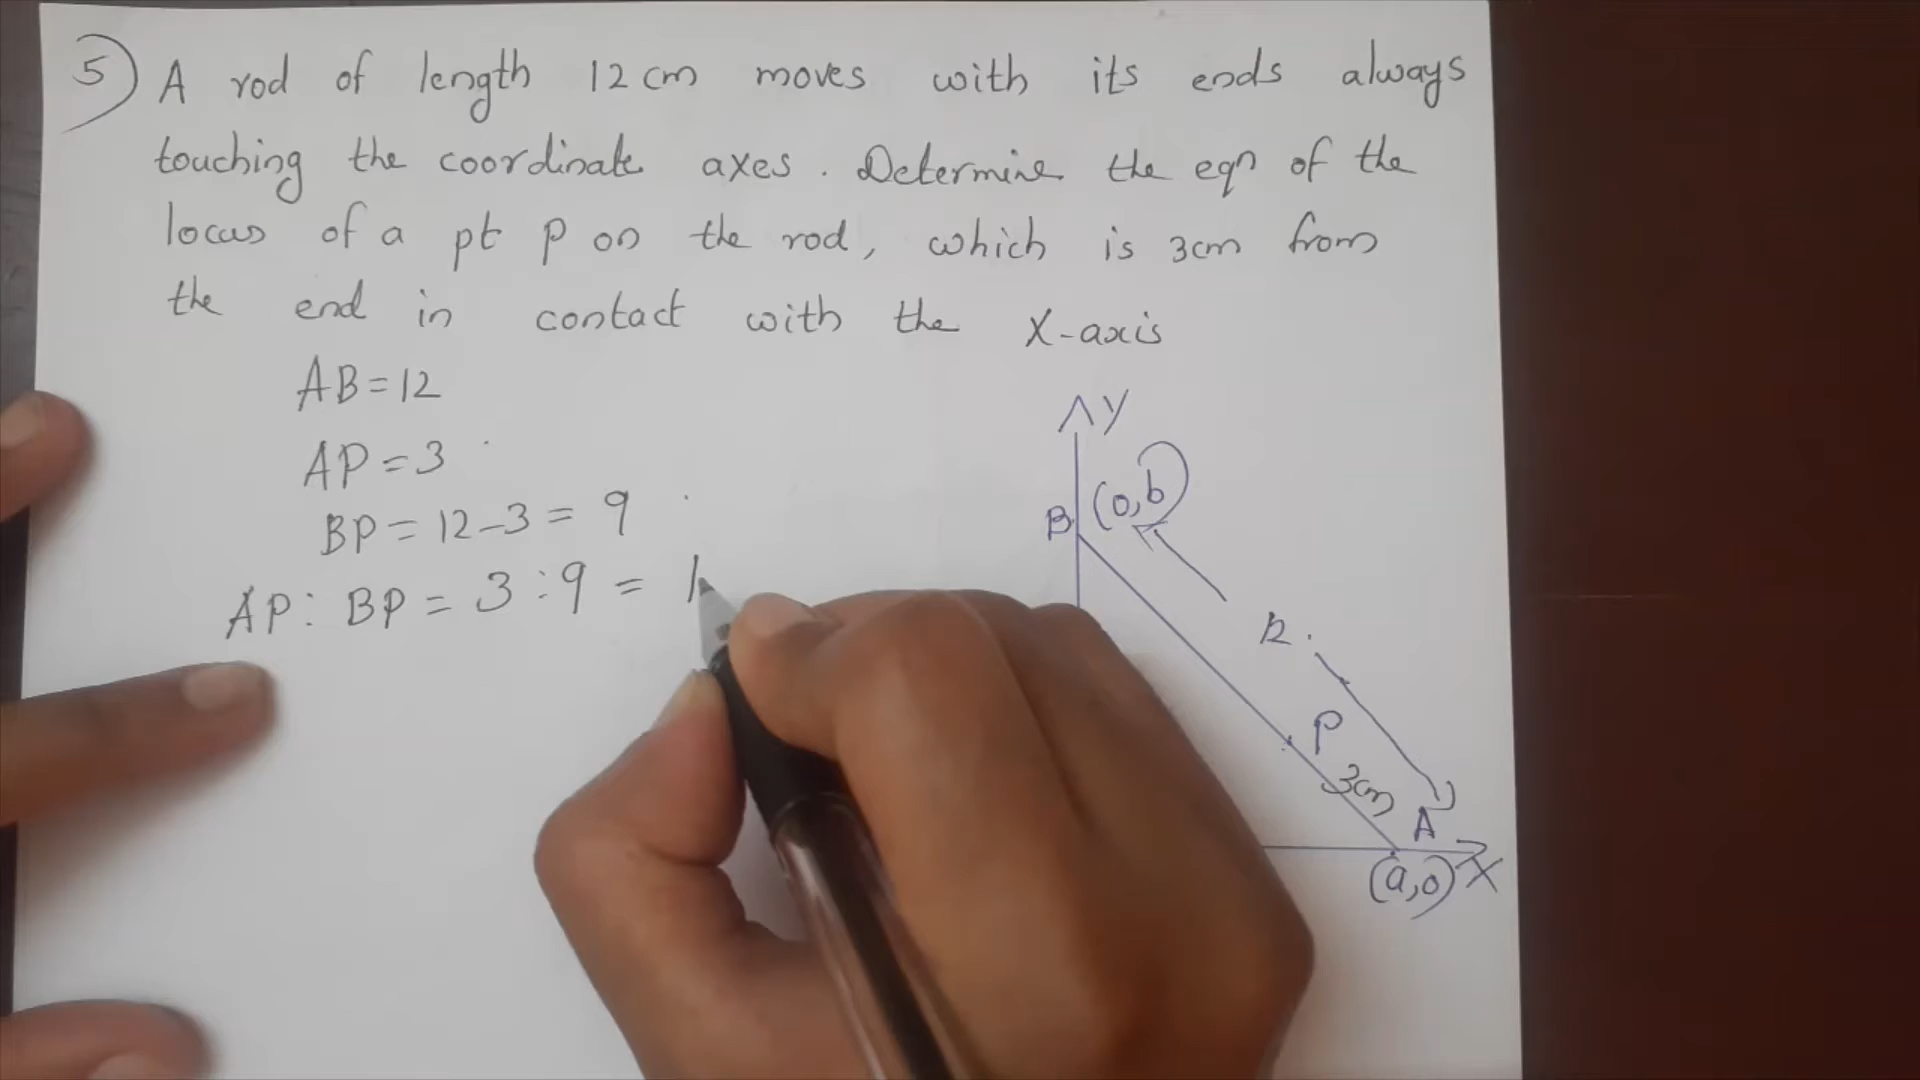 5) A rod of length 12cm moves with its ends always
touching the coordinate axes. Determine the eqn of the
locus of a pt P on the rod, which is 3cm from
the end in contact with the X-axis
AB=12
AP=3
BP=12-3=9
AP:BP=3:9=1
Y
B (0,b)
12
P
3cm
A
(a,0) X